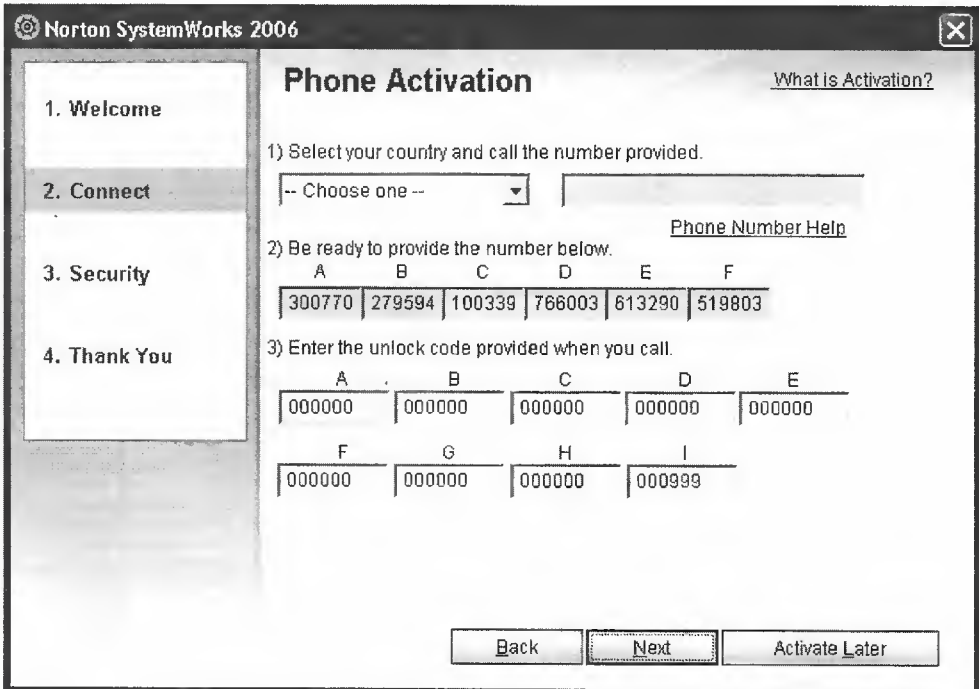 Norton SystemWorks 2006
1. Welcome
2. Connect
3. Security
4. Thank You
Phone Activation
What is Activation?
1) Select your country and call the number provided.
-- Choose one --
Phone Number Help
2) Be ready to provide the number below.
A B C D E F
300770 279594 100339 766003 613290 519803
3) Enter the unlock code provided when you call.
A B C D E
000000 000000 000000 000000 000000
F G H I
000000 000000 000000 000999
Back Next Activate Later